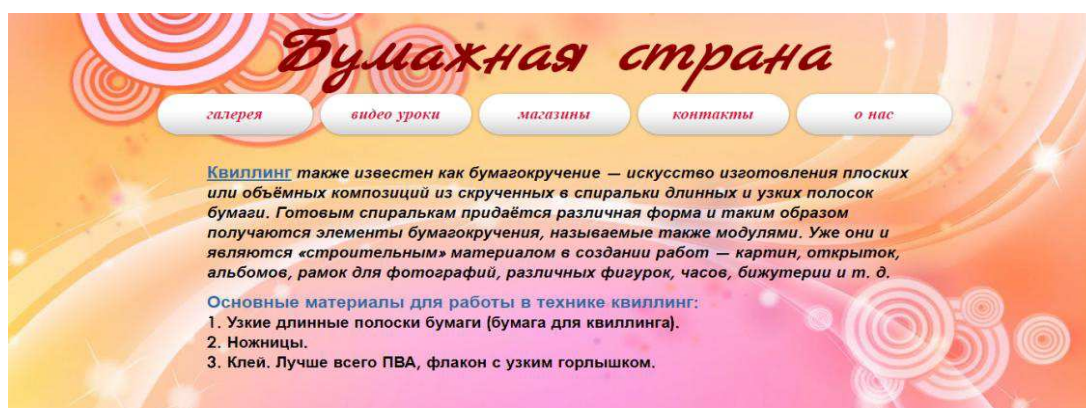 Бумажная страна
галерея видео уроки магазины контакты о нас
Квиллинг также известен как бумагокручение — искусство изготовления плоских
или объёмных композиций из скрученных в спиральки длинных и узких полосок
бумаги. Готовым спиралькам придаётся различная форма и таким образом
получаются элементы бумагокручения, называемые также модулями. Уже они и
являются «строительным» материалом в создании работ — картин, открыток,
альбомов, рамок для фотографий, различных фигурок, часов, бижутерии и т. д.
Основные материалы для работы в технике квиллинг:
1. Узкие длинные полоски бумаги (бумага для квиллинга).
2. Ножницы.
3. Клей. Лучше всего ПВА, флакон с узким горлышком.